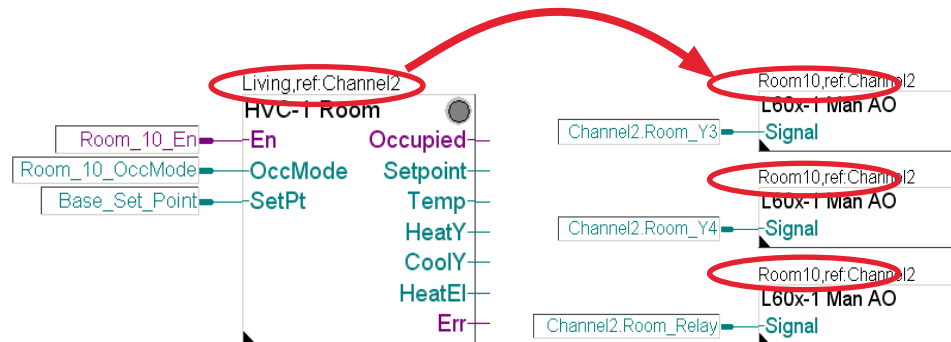 Living,ref:Channel2
HVC-1 Room
Room_10_En
En
Occupied
Room_10_OccMode
OccMode
Setpoint
Base_Set_Point
SetPt
Temp
HeatY
CoolY
HeatEl
Err
Room10,ref:Channel2
L60x-1 Man AO
Channel2.Room_Y3
Signal
Room10,ref:Channel2
L60x-1 Man AO
Channel2.Room_Y4
Signal
Room10,ref:Channel2
L60x-1 Man AO
Channel2.Room_Relay
Signal